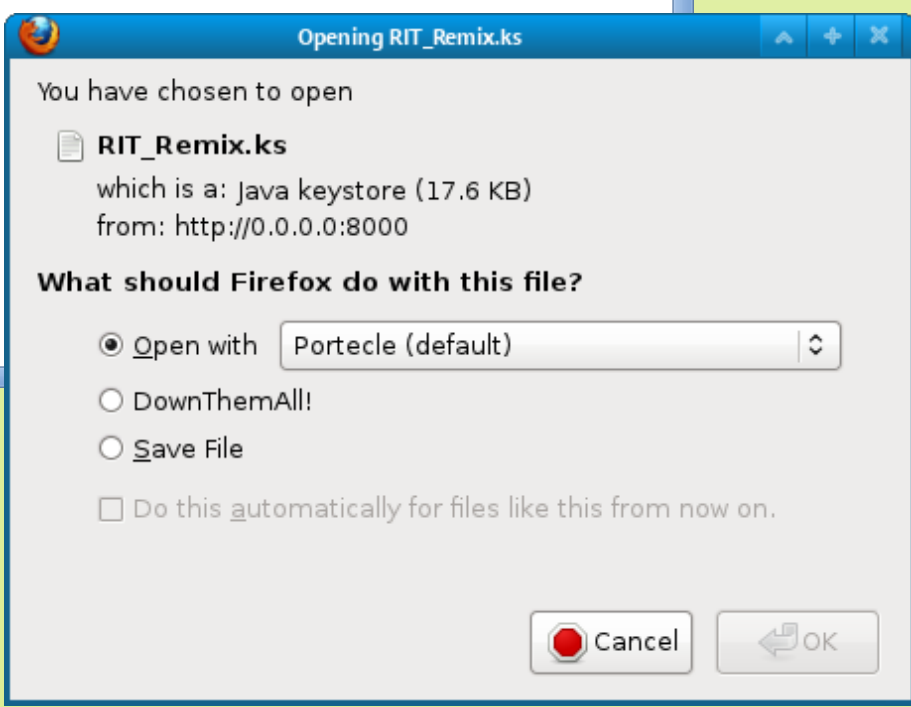 Opening RIT_Remix.ks
You have chosen to open
RIT_Remix.ks
which is a: Java keystore (17.6 KB)
from: http://0.0.0.0:8000
What should Firefox do with this file?
Open with Portecle (default)
DownThemAll!
Save File
Do this automatically for files like this from now on.
Cancel OK